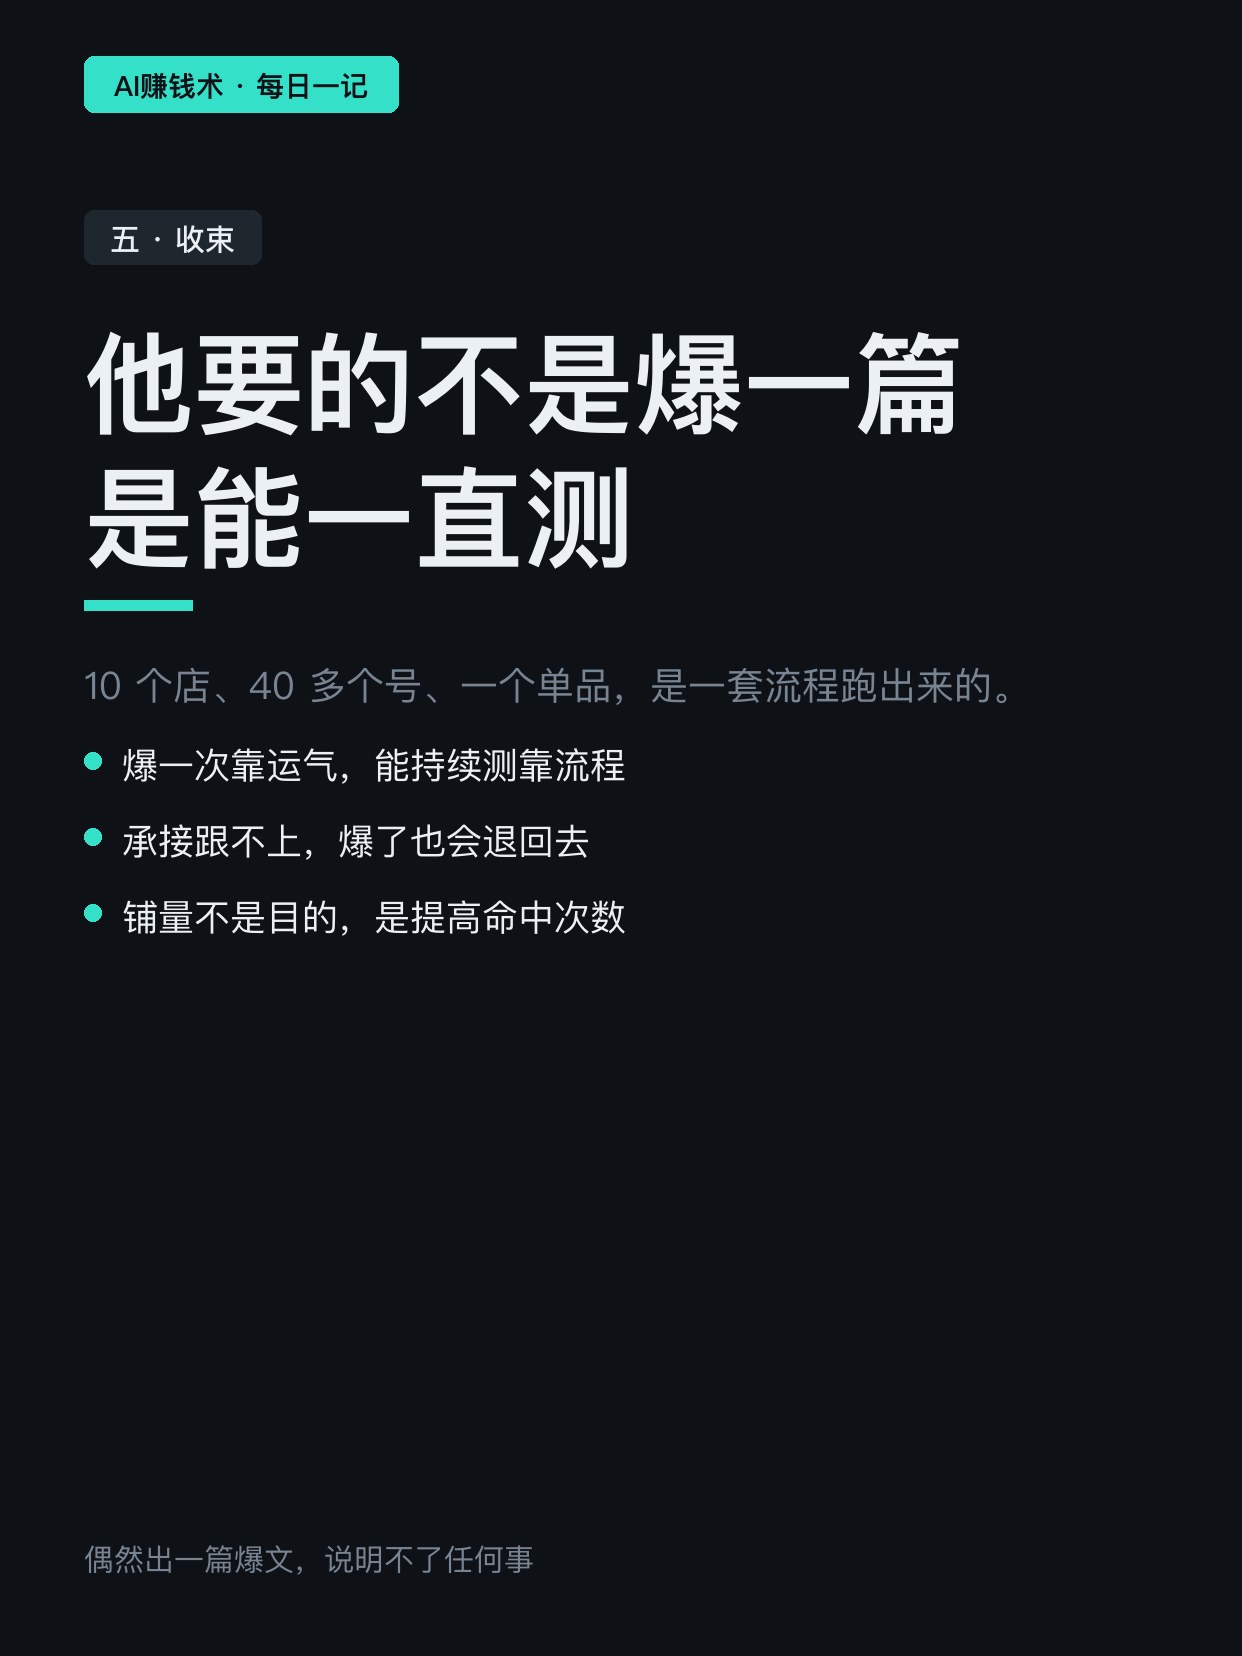 AI赚钱术 · 每日一记
五 · 收束
他要的不是爆一篇
是能一直测
10 个店、40 多个号、一个单品，是一套流程跑出来的。
爆一次靠运气，能持续测靠流程
承接跟不上，爆了也会退回去
铺量不是目的，是提高命中次数
偶然出一篇爆文，说明不了任何事